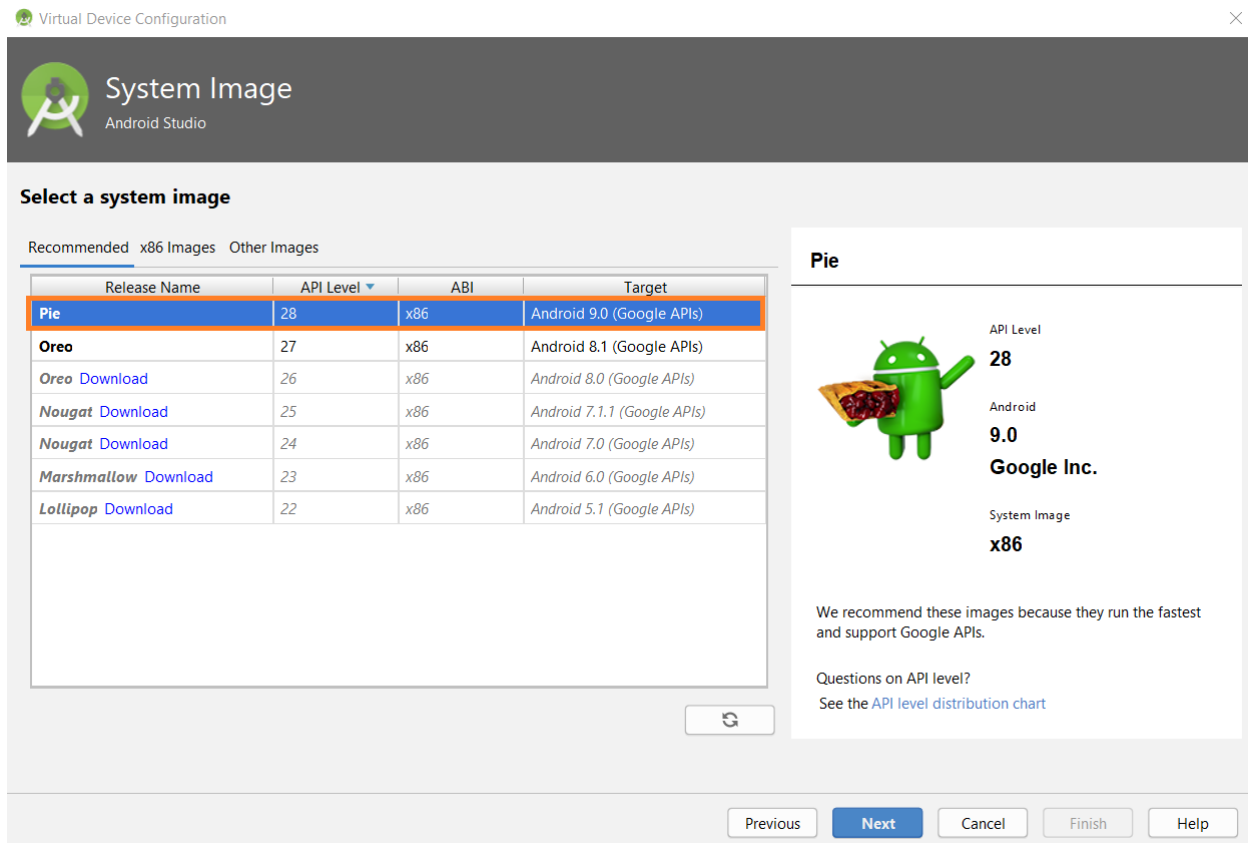 Virtual Device Configuration
System Image
Android Studio
Select a system image
Recommended x86 Images Other Images
Release Name API Level ABI Target
Pie 28 x86 Android 9.0 (Google APIs)
Oreo 27 x86 Android 8.1 (Google APIs)
Oreo Download 26 x86 Android 8.0 (Google APIs)
Nougat Download 25 x86 Android 7.1.1 (Google APIs)
Nougat Download 24 x86 Android 7.0 (Google APIs)
Marshmallow Download 23 x86 Android 6.0 (Google APIs)
Lollipop Download 22 x86 Android 5.1 (Google APIs)
Pie
API Level
28
Android
9.0
Google Inc.
System Image
x86
We recommend these images because they run the fastest
and support Google APIs.
Questions on API level?
See the API level distribution chart
Previous Next Cancel Finish Help